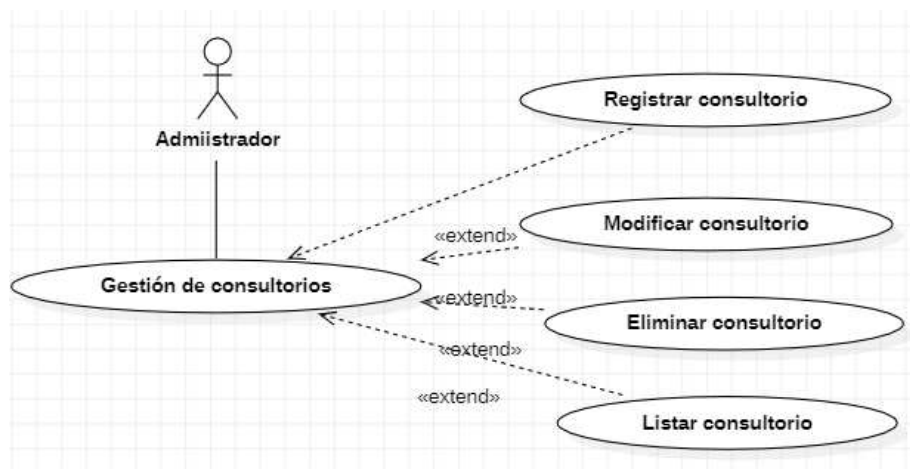 Admiistrador
Registrar consultorio
Modificar consultorio
«extend»
Gestión de consultorios
«extend»
Eliminar consultorio
«extend»
«extend»
Listar consultorio